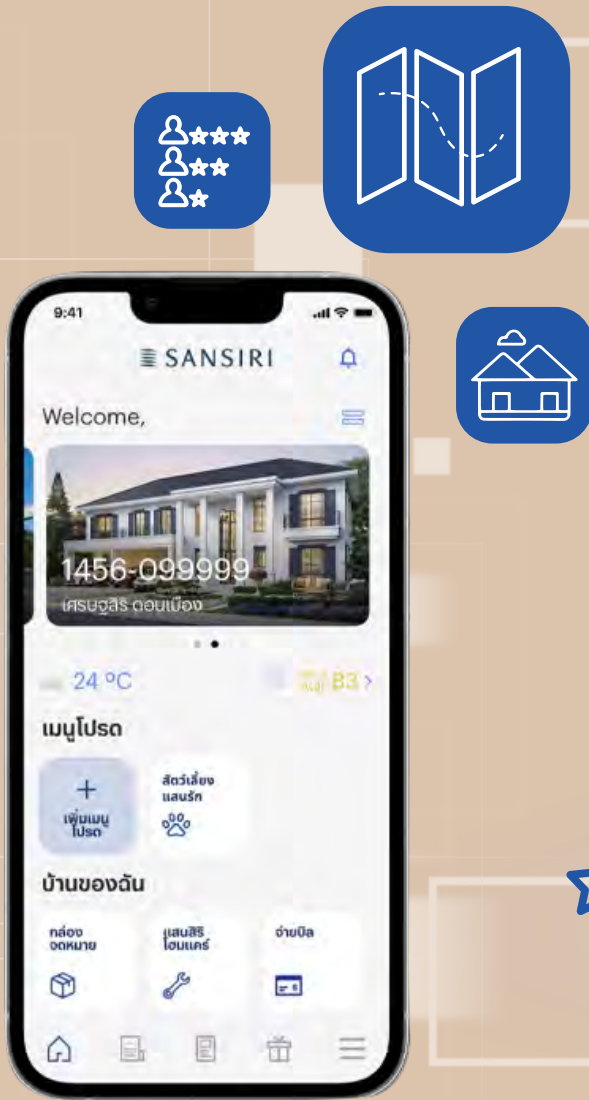 9:41
SANSIRI
Welcome,
1456-099999
เศรษฐสิริ ดอนเมือง
24 °C
83 >
เมนูโปรด
+
เพิ่มเมนู
โปรด
สัตว์เลี้ยง
แสนรัก
บ้านของฉัน
กล่อง
จดหมาย
แสนสิริ
โฮมแคร์
จ่ายบิล